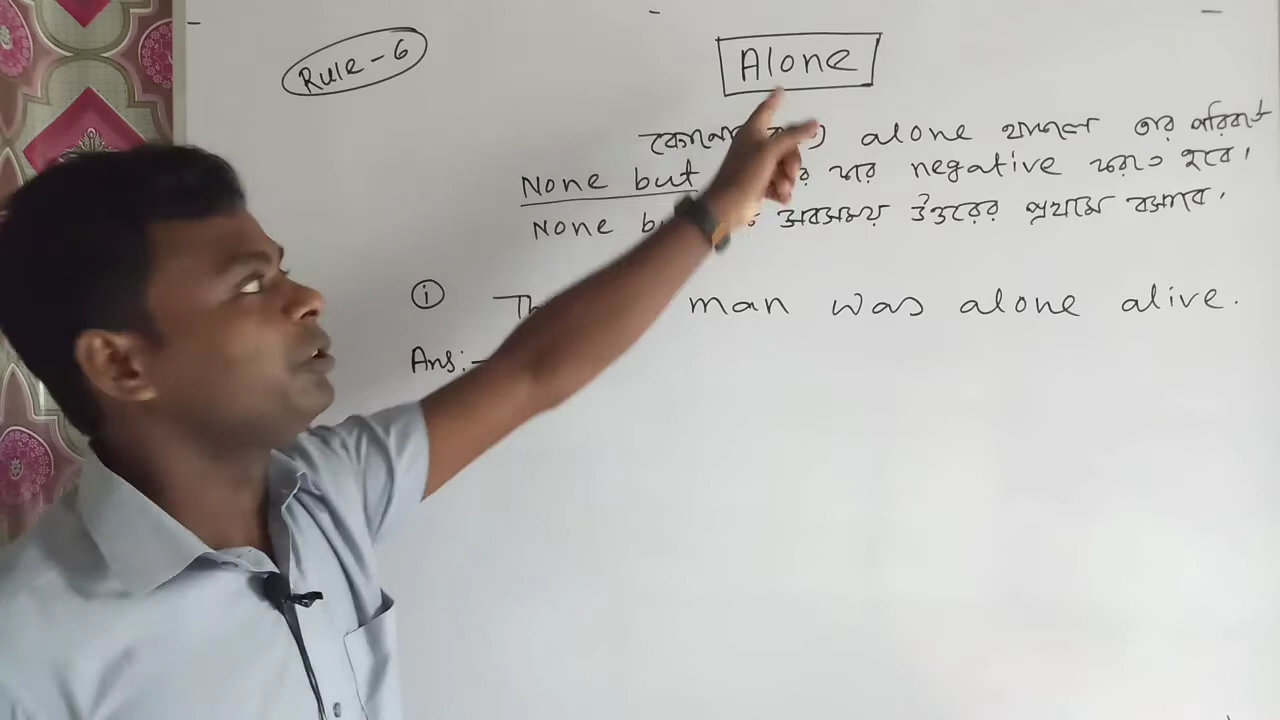 Rule-6
Alone
alone থাকলে তার পরিবর্তে
None but negative করতে হবে।
None সবসময় উত্তরের প্রথমে বসাবে।
i man was alone alive.
Ans:-